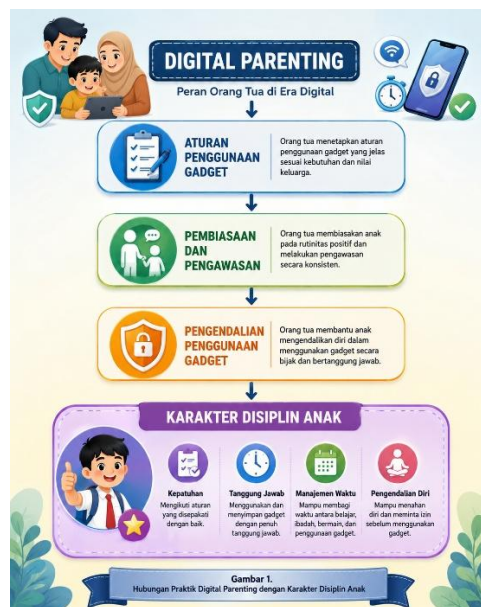 DIGITAL PARENTING
Peran Orang Tua di Era Digital
ATURAN
PENGGUNAAN
GADGET
Orang tua menetapkan aturan
penggunaan gadget yang jelas
sesuai kebutuhan dan nilai
keluarga.
PEMBIASAAN
DAN
PENGAWASAN
Orang tua membiasakan anak
pada rutinitas positif dan
melakukan pengawasan
secara konsisten.
PENGENDALIAN
PENGGUNAAN
GADGET
Orang tua membantu anak
mengendalikan diri dalam
menggunakan gadget secara
bijak dan bertanggung jawab.
KARAKTER DISIPLIN ANAK
Kepatuhan
Mengikuti aturan
yang disepakati
dengan baik.
Tanggung Jawab
Menggunakan dan
menyimpan gadget
dengan penuh
tanggung jawab.
Manajemen Waktu
Mampu membagi
waktu antara belajar,
ibadah, bermain, dan
penggunaan gadget.
Pengendalian Diri
Mampu menahan
diri dan meminta izin
sebelum menggunakan
gadget.
Gambar 1.
Hubungan Praktik Digital Parenting dengan Karakter Disiplin Anak